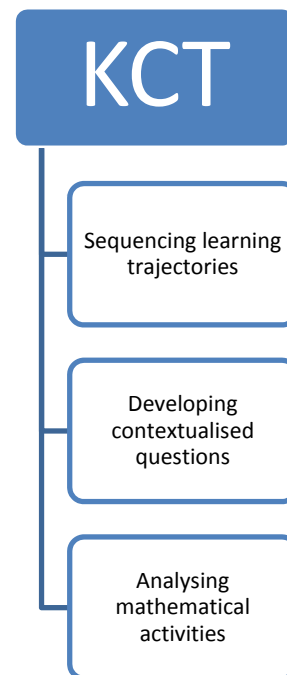 KCT
Sequencing learning
trajectories
Developing
contextualised
questions
Analysing
mathematical
activities